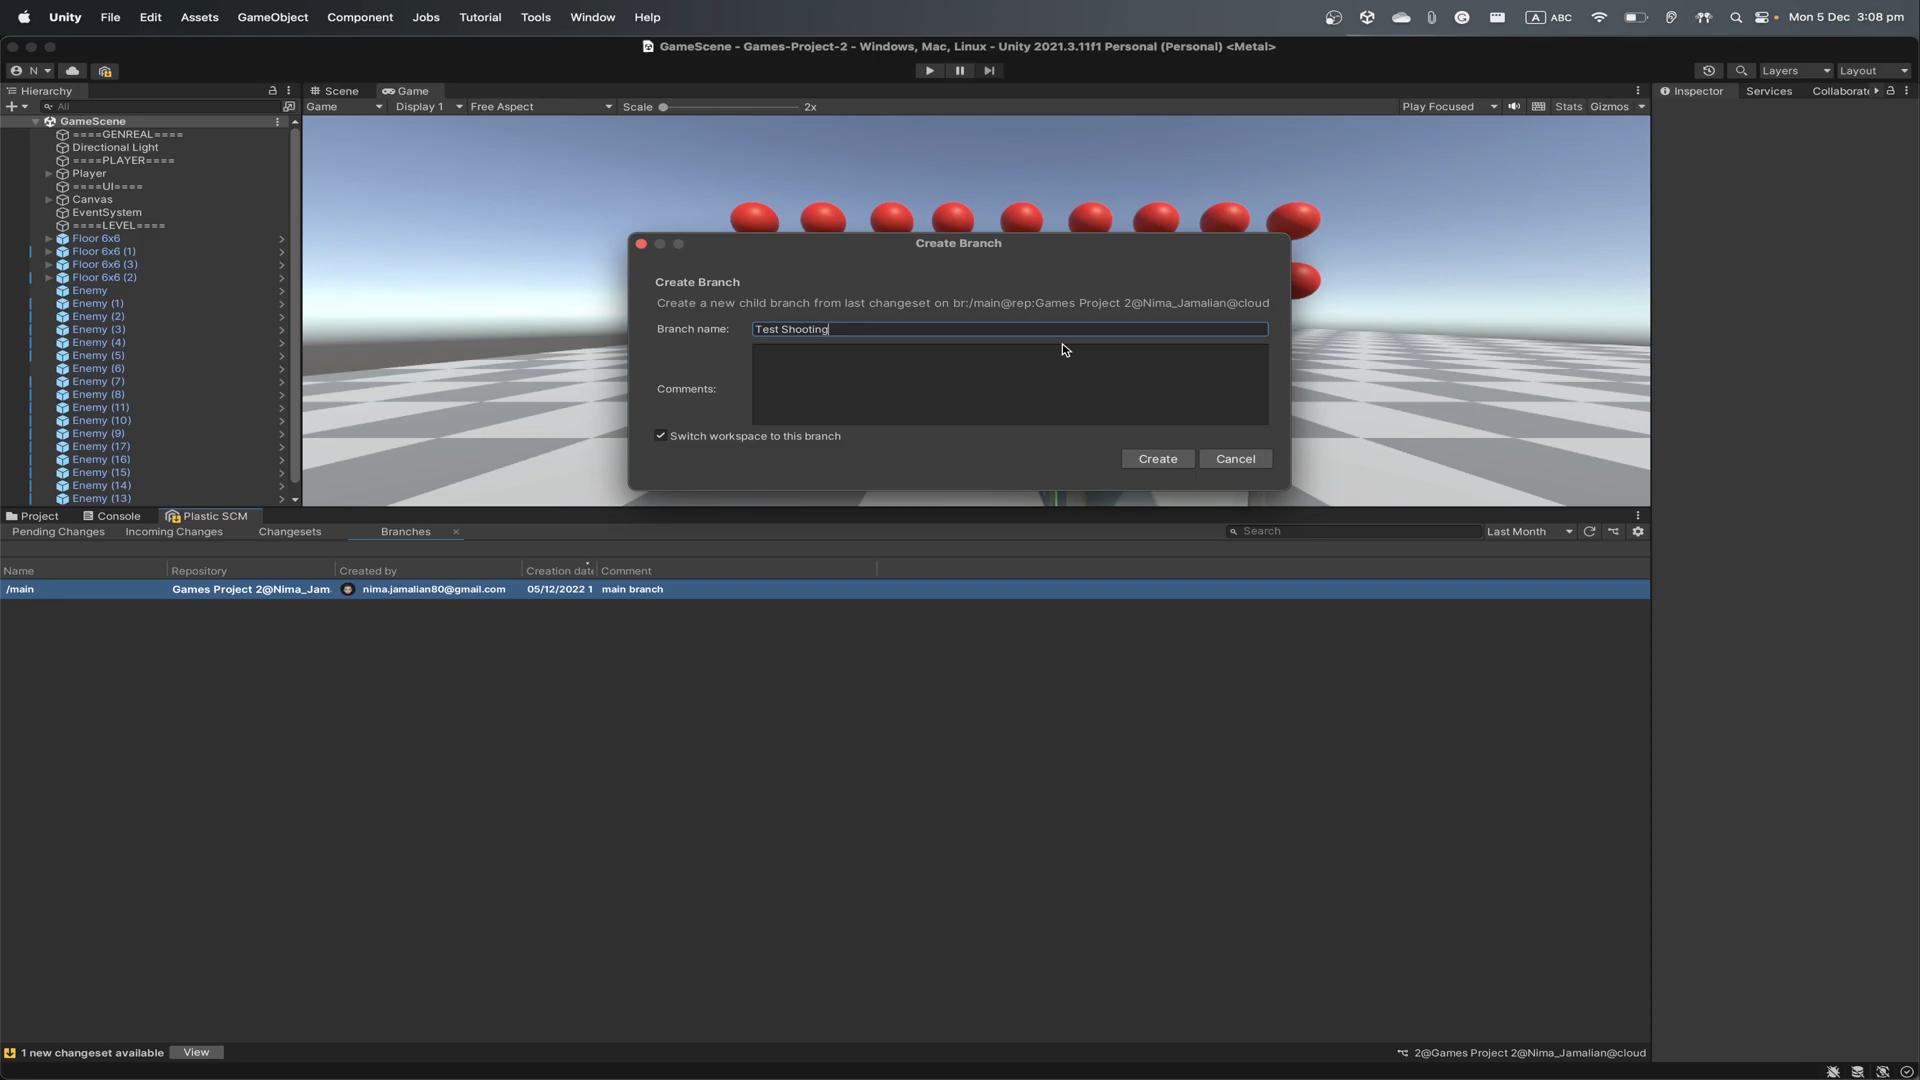 Unity File Edit Assets GameObject Component Jobs Tutorial Tools Window Help A ABC Mon 5 Dec 3:08 pm
GameScene - Games-Project-2 - Windows, Mac, Linux - Unity 2021.3.11f1 Personal (Personal) <Metal>
N Layers Layout
Hierarchy Scene Game Inspector Services Collaborate
All Game Display 1 Free Aspect Scale 2x Play Focused Stats Gizmos
GameScene
====GENREAL====
Directional Light
====PLAYER====
Player
====UI====
Canvas
EventSystem
====LEVEL====
Floor 6x6
Floor 6x6 (1)
Floor 6x6 (3)
Floor 6x6 (2)
Enemy
Enemy (1)
Enemy (2)
Enemy (3)
Enemy (4)
Enemy (5)
Enemy (6)
Enemy (7)
Enemy (8)
Enemy (11)
Enemy (10)
Enemy (9)
Enemy (17)
Enemy (16)
Enemy (15)
Enemy (14)
Enemy (13)
Create Branch
Create Branch
Create a new child branch from last changeset on br:/main@rep:Games Project 2@Nima_Jamalian@cloud
Branch name: Test Shooting
Comments:
Switch workspace to this branch
Create Cancel
Project Console Plastic SCM
Pending Changes Incoming Changes Changesets Branches × Search Last Month
Name Repository Created by Creation date Comment
/main Games Project 2@Nima_Jam nima.jamalian80@gmail.com 05/12/2022 1 main branch
1 new changeset available View 2@Games Project 2@Nima_Jamalian@cloud